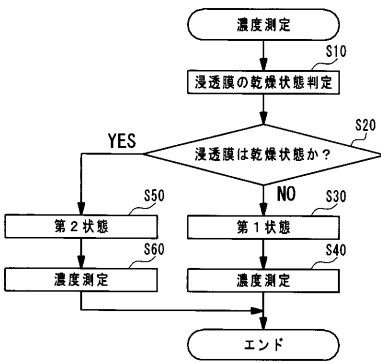 濃度測定
S10
浸透膜の乾燥状態判定
S20
浸透膜は乾燥状態か？
YES
NO
S50
第２状態
S30
第１状態
S60
濃度測定
S40
濃度測定
エンド